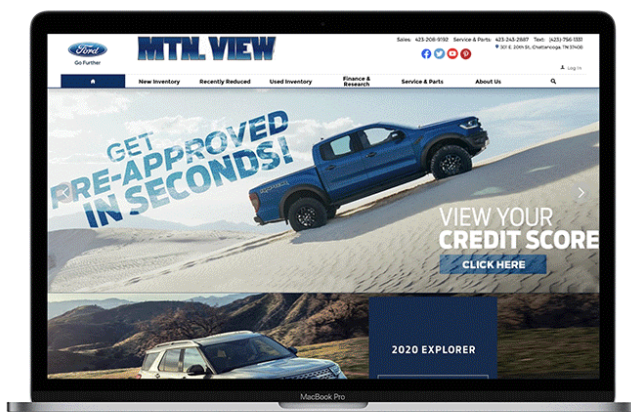 Ford
Go Further
MTN. VIEW
Sales 423-208-9192 Service & Parts 423-243-2887 Text (423)-756-1331
301 E. 20th St, Chattanooga, TN 37408
Log In
New Inventory
Recently Reduced
Used Inventory
Finance &
Research
Service & Parts
About Us
GET
PRE-APPROVED
IN SECONDS!
VIEW YOUR
CREDIT SCORE
CLICK HERE
2020 EXPLORER
MacBook Pro